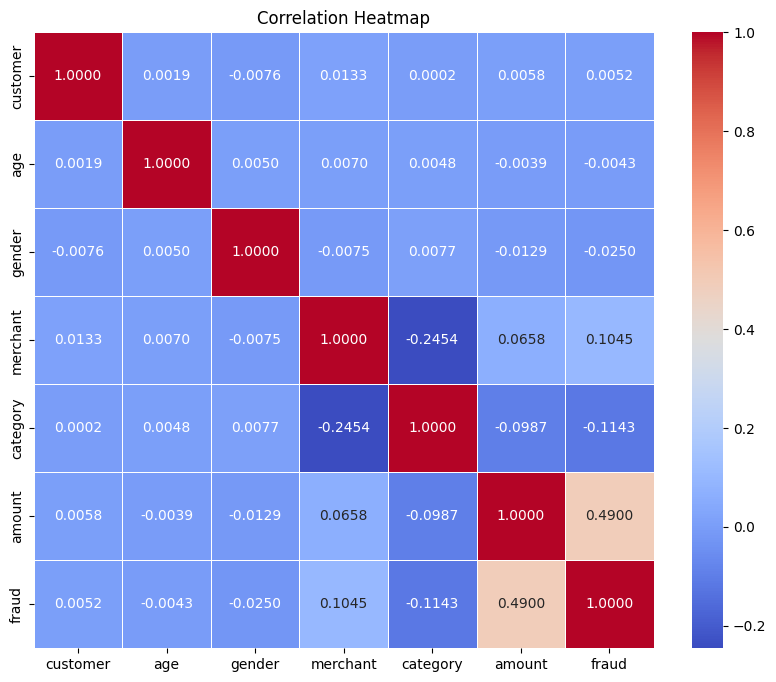 Correlation Heatmap
customer 1.0000 0.0019 -0.0076 0.0133 0.0002 0.0058 0.0052
age 0.0019 1.0000 0.0050 0.0070 0.0048 -0.0039 -0.0043
gender -0.0076 0.0050 1.0000 -0.0075 0.0077 -0.0129 -0.0250
merchant 0.0133 0.0070 -0.0075 1.0000 -0.2454 0.0658 0.1045
category 0.0002 0.0048 0.0077 -0.2454 1.0000 -0.0987 -0.1143
amount 0.0058 -0.0039 -0.0129 0.0658 -0.0987 1.0000 0.4900
fraud 0.0052 -0.0043 -0.0250 0.1045 -0.1143 0.4900 1.0000
customer age gender merchant category amount fraud
1.0
0.8
0.6
0.4
0.2
0.0
−0.2